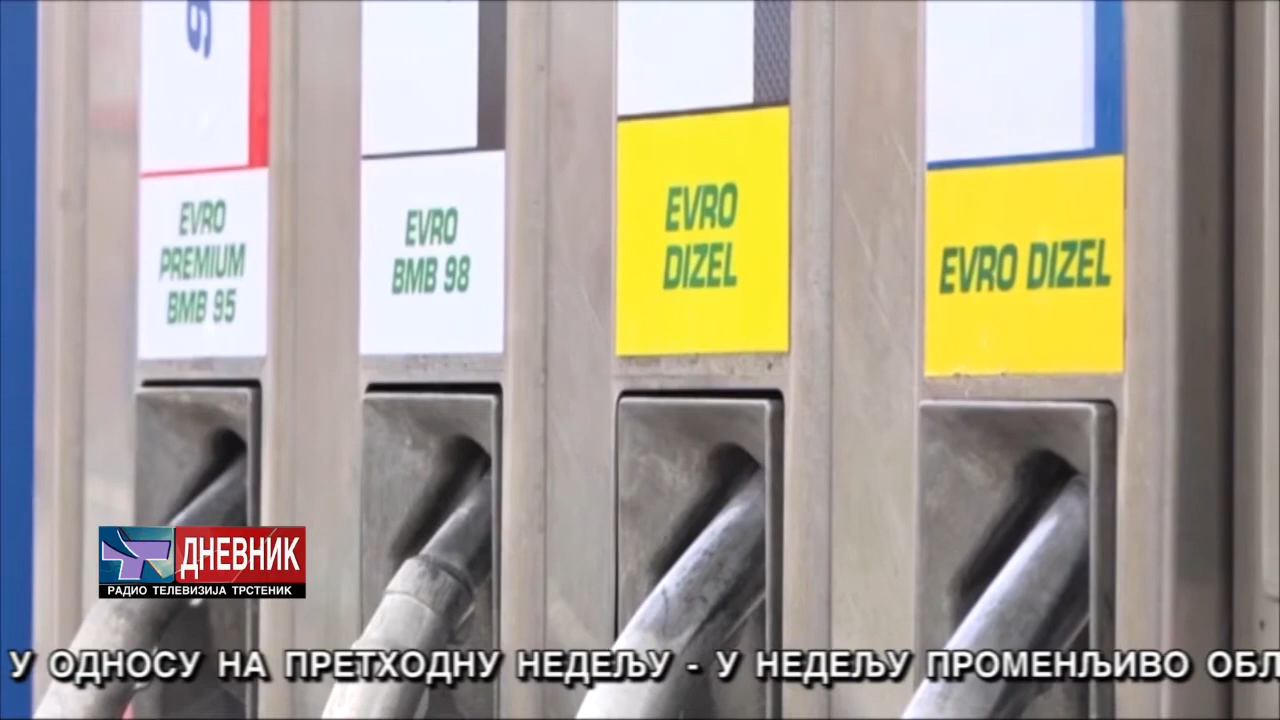 EVRO
PREMIUM
BMB 95
EVRO
BMB 98
EVRO
DIZEL
EVRO DIZEL
ДНЕВНИК
РАДИО ТЕЛЕВИЗИЈА ТРСТЕНИК
У ОДНОСУ НА ПРЕТХОДНУ НЕДЕЉУ - У НЕДЕЉУ ПРОМЕНЉИВО